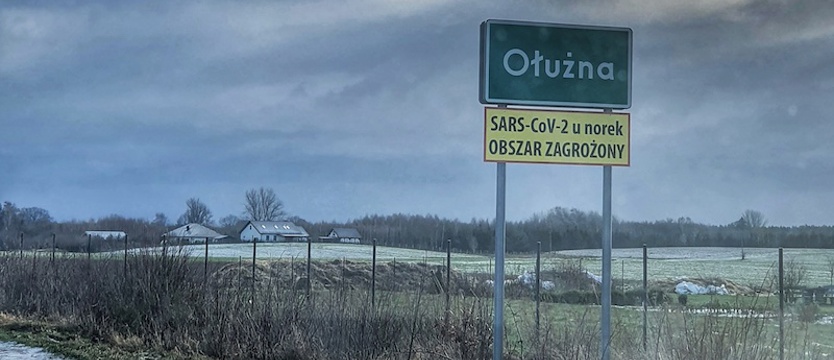 Ołużna
SARS-CoV-2 u norek
OBSZAR ZAGROŻONY